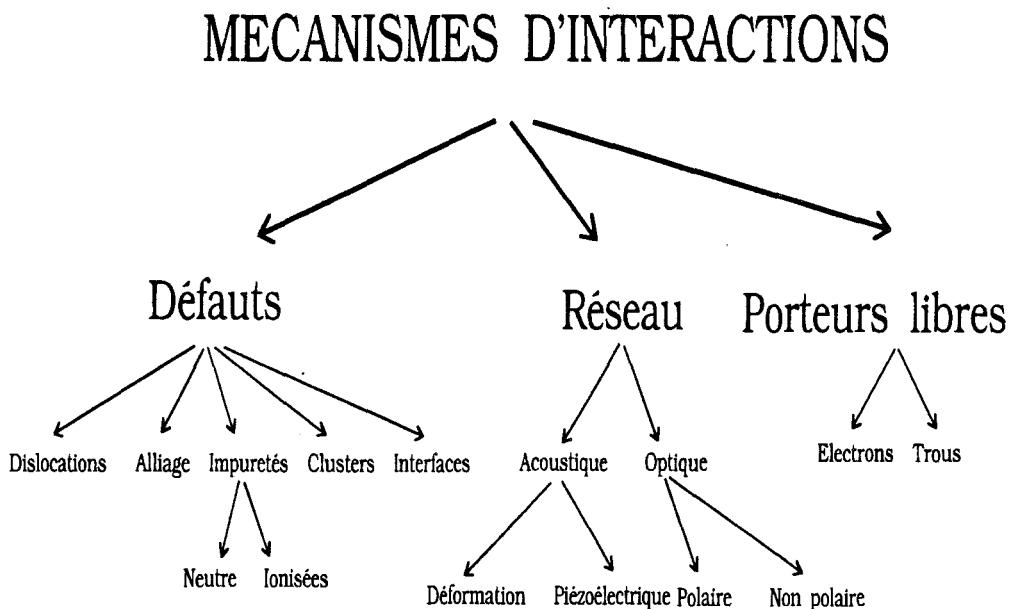 MECANISMES D'INTERACTIONS
Défauts
Réseau
Porteurs libres
Dislocations
Alliage
Impuretés
Clusters
Interfaces
Acoustique
Optique
Electrons
Trous
Neutre
Ionisées
Déformation
Piézoélectrique
Polaire
Non polaire